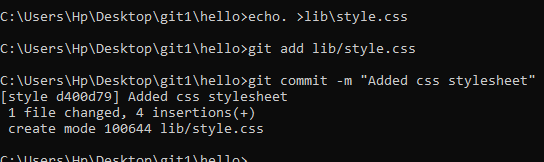 C:\Users\Hp\Desktop\git1\hello>echo. >lib\style.css
C:\Users\Hp\Desktop\git1\hello>git add lib/style.css
C:\Users\Hp\Desktop\git1\hello>git commit -m "Added css stylesheet"
[style d400d79] Added css stylesheet
 1 file changed, 4 insertions(+)
 create mode 100644 lib/style.css
C:\Users\Hp\Desktop\git1\hello>